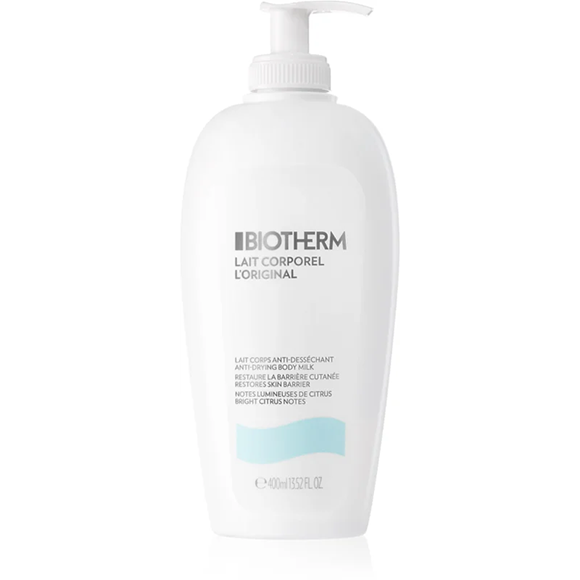 BIOTHERM
LAIT CORPOREL
L'ORIGINAL
LAIT CORPS ANTI-DESSÉCHANT
ANTI-DRYING BODY MILK
RESTAURE LA BARRIÈRE CUTANÉE
RESTORES SKIN BARRIER
NOTES LUMINEUSES DE CITRUS
BRIGHT CITRUS NOTES
℮400ml 13.52 FL. OZ.